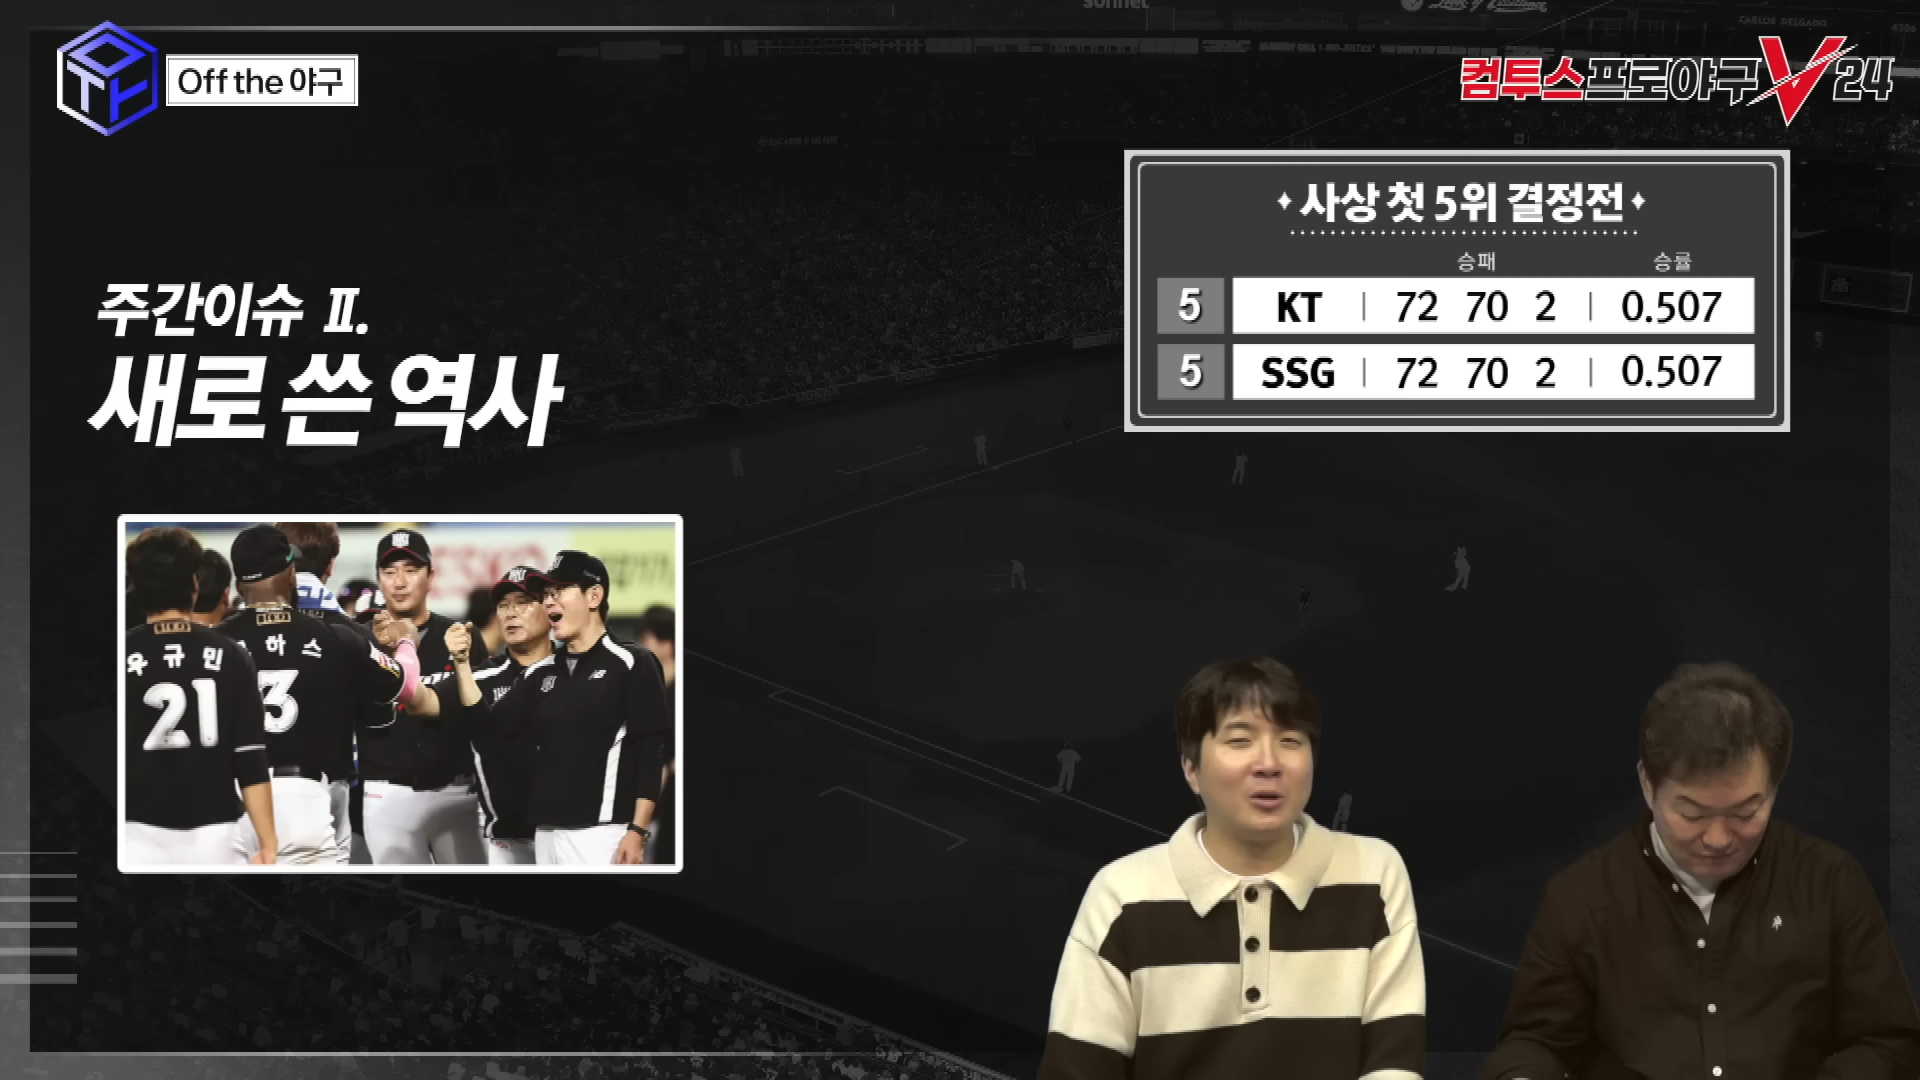 OTH
Off the 야구
컴투스프로야구V24
사상 첫 5위 결정전
승패 승률
5 KT 72 70 2 0.507
5 SSG 72 70 2 0.507
주간이슈 Ⅱ.
새로 쓴 역사
우규민
21
하스
3
CARLOS DELGADO